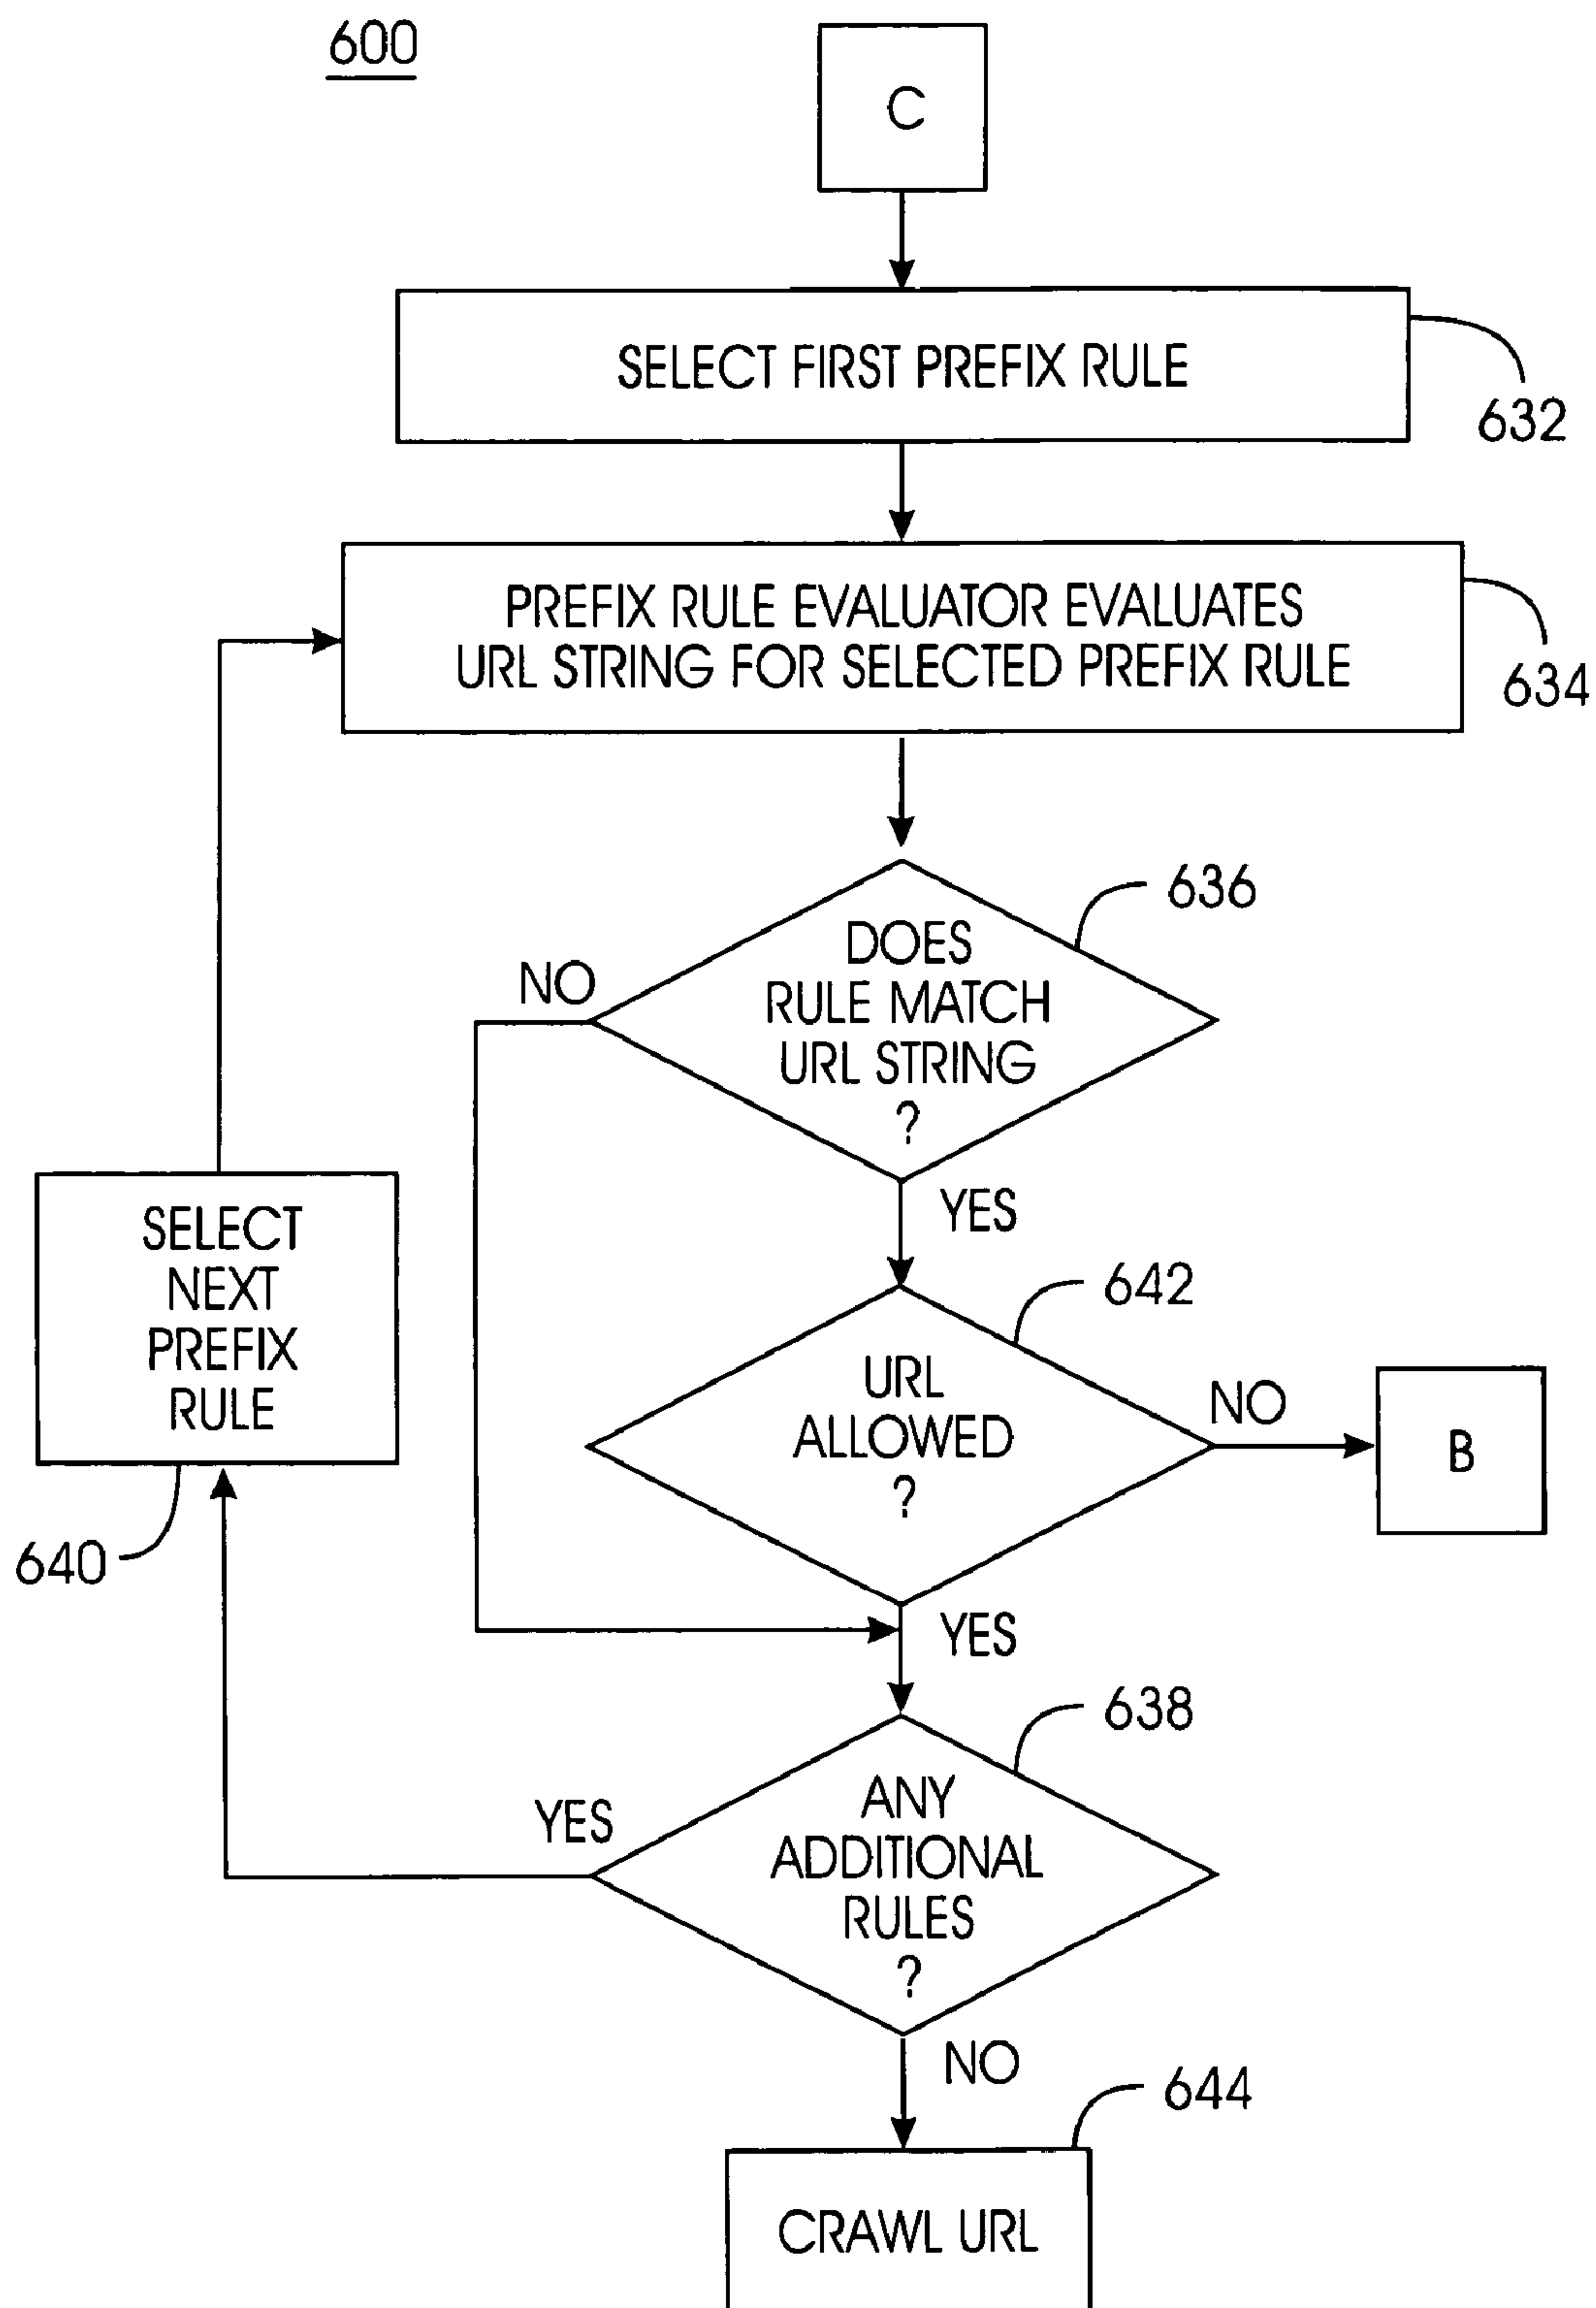 600
C
SELECT FIRST PREFIX RULE
632
PREFIX RULE EVALUATOR EVALUATES
URL STRING FOR SELECTED PREFIX RULE
634
636
DOES
RULE MATCH
URL STRING
?
NO
YES
SELECT
NEXT
PREFIX
RULE
640
642
URL
ALLOWED
?
NO
B
YES
638
ANY
ADDITIONAL
RULES
?
YES
NO
644
CRAWL URL